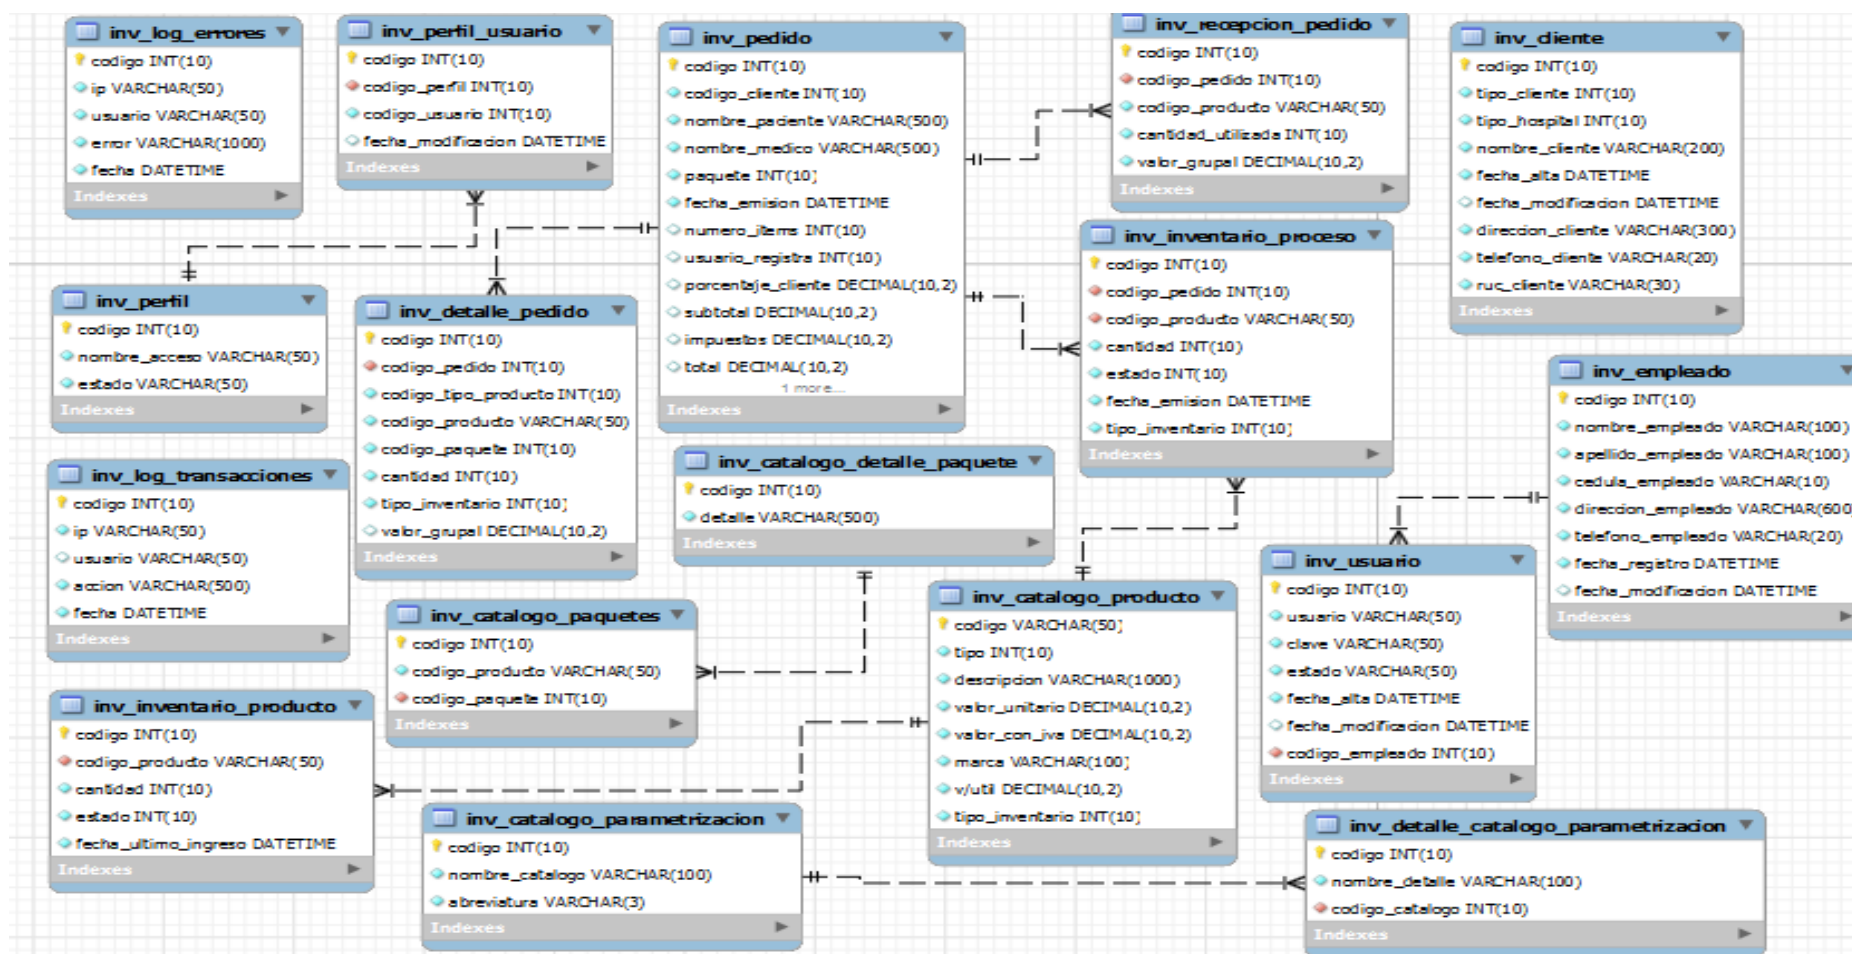 inv_log_errores
codigo INT(10)
ip VARCHAR(50)
usuario VARCHAR(50)
error VARCHAR(1000)
fecha DATETIME
Indexes
inv_perfil_usuario
codigo INT(10)
codigo_perfil INT(10)
codigo_usuario INT(10)
fecha_modificacion DATETIME
Indexes
inv_pedido
codigo INT(10)
codigo_cliente INT(10)
nombre_paciente VARCHAR(500)
nombre_medico VARCHAR(500)
paquete INT(10)
fecha_emision DATETIME
numero_items INT(10)
usuario_registra INT(10)
porcentaje_cliente DECIMAL(10,2)
subtotal DECIMAL(10,2)
impuestos DECIMAL(10,2)
total DECIMAL(10,2)
1 more...
Indexes
inv_recepcion_pedido
codigo INT(10)
codigo_pedido INT(10)
codigo_producto VARCHAR(50)
cantidad_utilizada INT(10)
valor_grupal DECIMAL(10,2)
Indexes
inv_cliente
codigo INT(10)
tipo_cliente INT(10)
tipo_hospital INT(10)
nombre_cliente VARCHAR(200)
fecha_alta DATETIME
fecha_modificacion DATETIME
direccion_cliente VARCHAR(300)
telefono_cliente VARCHAR(20)
ruc_cliente VARCHAR(30)
Indexes
inv_perfil
codigo INT(10)
nombre_acceso VARCHAR(50)
estado VARCHAR(50)
Indexes
inv_detalle_pedido
codigo INT(10)
codigo_pedido INT(10)
codigo_tipo_producto INT(10)
codigo_producto VARCHAR(50)
codigo_paquete INT(10)
cantidad INT(10)
tipo_inventario INT(10)
valor_grupal DECIMAL(10,2)
Indexes
inv_inventario_proceso
codigo INT(10)
codigo_pedido INT(10)
codigo_producto VARCHAR(50)
cantidad INT(10)
estado INT(10)
fecha_emision DATETIME
tipo_inventario INT(10)
Indexes
inv_empleado
codigo INT(10)
nombre_empleado VARCHAR(100)
apellido_empleado VARCHAR(100)
cedula_empleado VARCHAR(10)
direccion_empleado VARCHAR(600)
telefono_empleado VARCHAR(20)
fecha_registro DATETIME
fecha_modificacion DATETIME
Indexes
inv_log_transacciones
codigo INT(10)
ip VARCHAR(50)
usuario VARCHAR(50)
accion VARCHAR(500)
fecha DATETIME
Indexes
inv_catalogo_detalle_paquete
codigo INT(10)
detalle VARCHAR(500)
Indexes
inv_catalogo_paquetes
codigo INT(10)
codigo_producto VARCHAR(50)
codigo_paquete INT(10)
Indexes
inv_catalogo_producto
codigo VARCHAR(50)
tipo INT(10)
descripcion VARCHAR(1000)
valor_unitario DECIMAL(10,2)
valor_con_iva DECIMAL(10,2)
marca VARCHAR(100)
v/util DECIMAL(10,2)
tipo_inventario INT(10)
Indexes
inv_usuario
codigo INT(10)
usuario VARCHAR(50)
clave VARCHAR(50)
estado VARCHAR(50)
fecha_alta DATETIME
fecha_modificacion DATETIME
codigo_empleado INT(10)
Indexes
inv_inventario_producto
codigo INT(10)
codigo_producto VARCHAR(50)
cantidad INT(10)
estado INT(10)
fecha_ultimo_ingreso DATETIME
Indexes
inv_catalogo_parametrizacion
codigo INT(10)
nombre_catalogo VARCHAR(100)
abreviatura VARCHAR(3)
Indexes
inv_detalle_catalogo_parametrizacion
codigo INT(10)
nombre_detalle VARCHAR(100)
codigo_catalogo INT(10)
Indexes